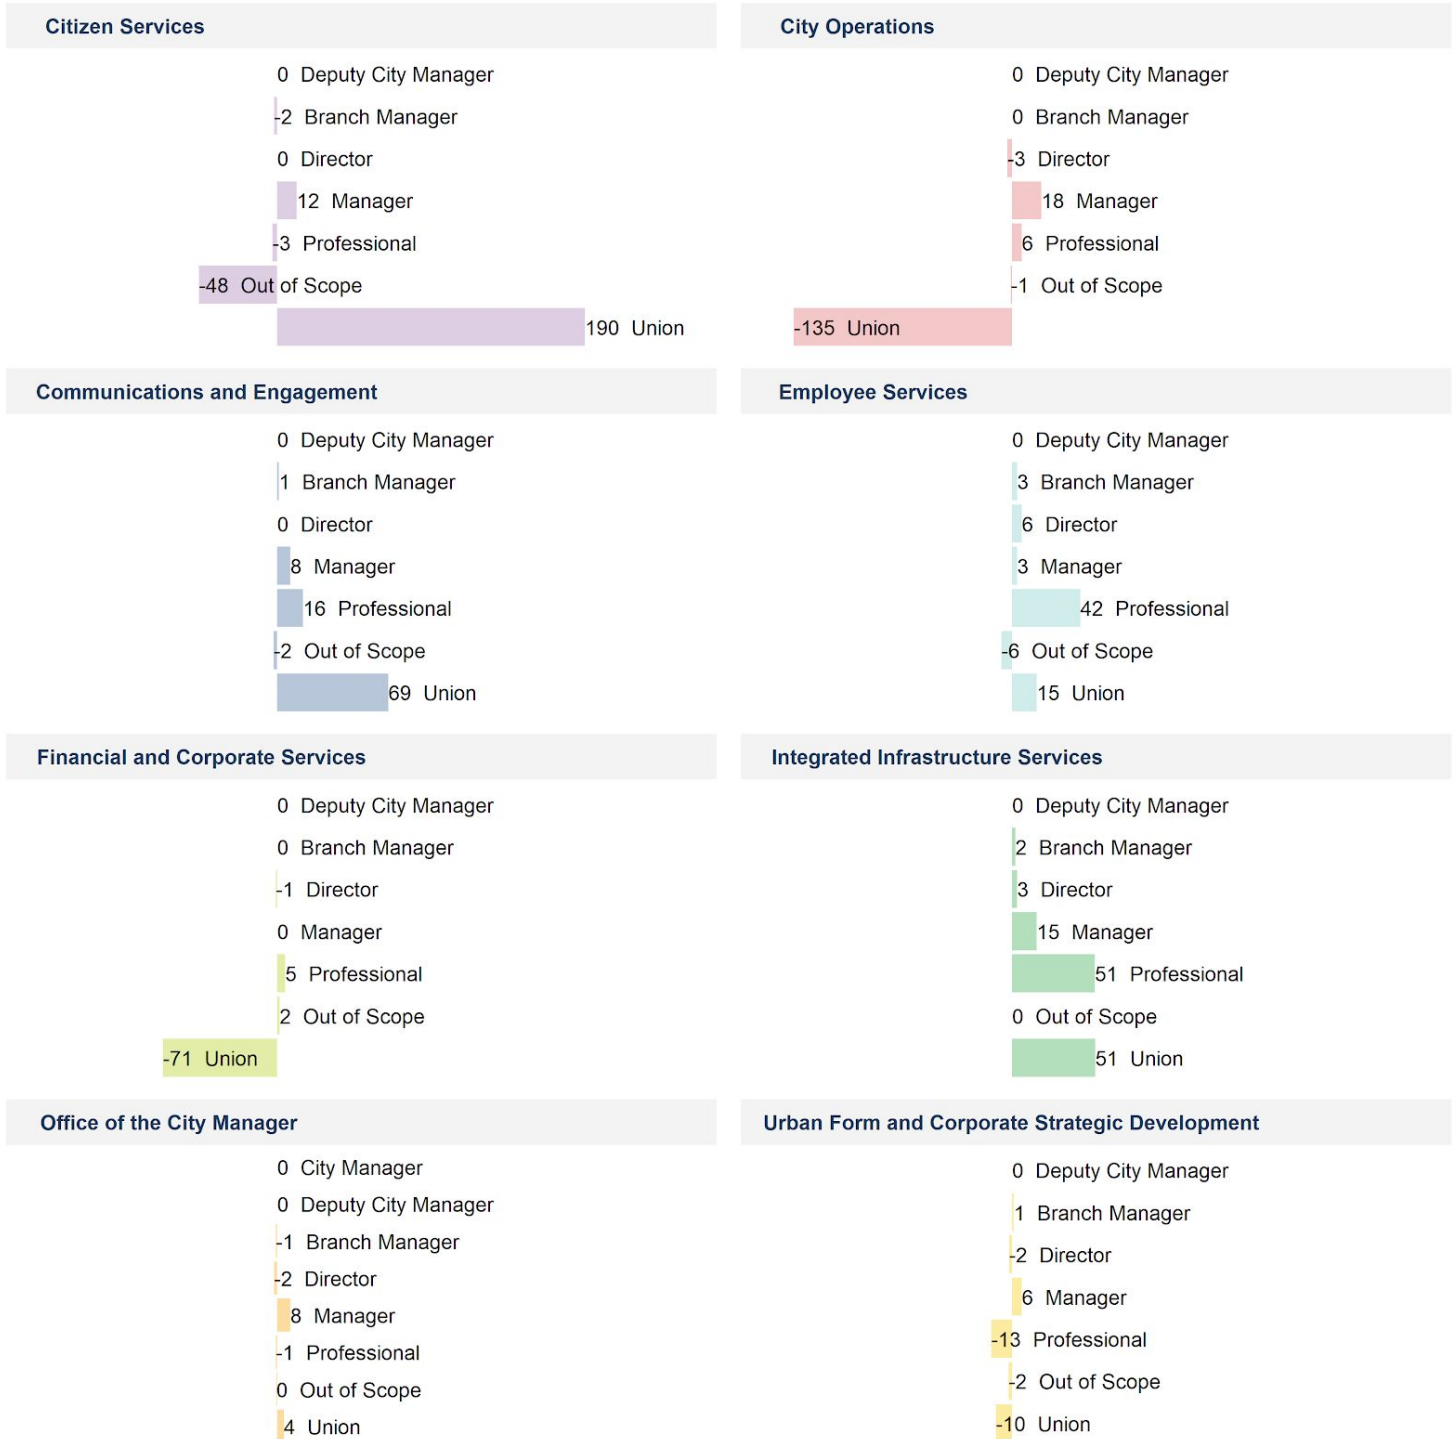 Citizen Services
0 Deputy City Manager
-2 Branch Manager
0 Director
12 Manager
-3 Professional
-48 Out of Scope
190 Union
City Operations
0 Deputy City Manager
0 Branch Manager
-3 Director
18 Manager
6 Professional
-1 Out of Scope
-135 Union
Communications and Engagement
0 Deputy City Manager
1 Branch Manager
0 Director
8 Manager
16 Professional
-2 Out of Scope
69 Union
Employee Services
0 Deputy City Manager
3 Branch Manager
6 Director
3 Manager
42 Professional
-6 Out of Scope
15 Union
Financial and Corporate Services
0 Deputy City Manager
0 Branch Manager
-1 Director
0 Manager
5 Professional
2 Out of Scope
-71 Union
Integrated Infrastructure Services
0 Deputy City Manager
2 Branch Manager
3 Director
15 Manager
51 Professional
0 Out of Scope
51 Union
Office of the City Manager
0 City Manager
0 Deputy City Manager
-1 Branch Manager
-2 Director
8 Manager
-1 Professional
0 Out of Scope
4 Union
Urban Form and Corporate Strategic Development
0 Deputy City Manager
1 Branch Manager
-2 Director
6 Manager
-13 Professional
-2 Out of Scope
-10 Union